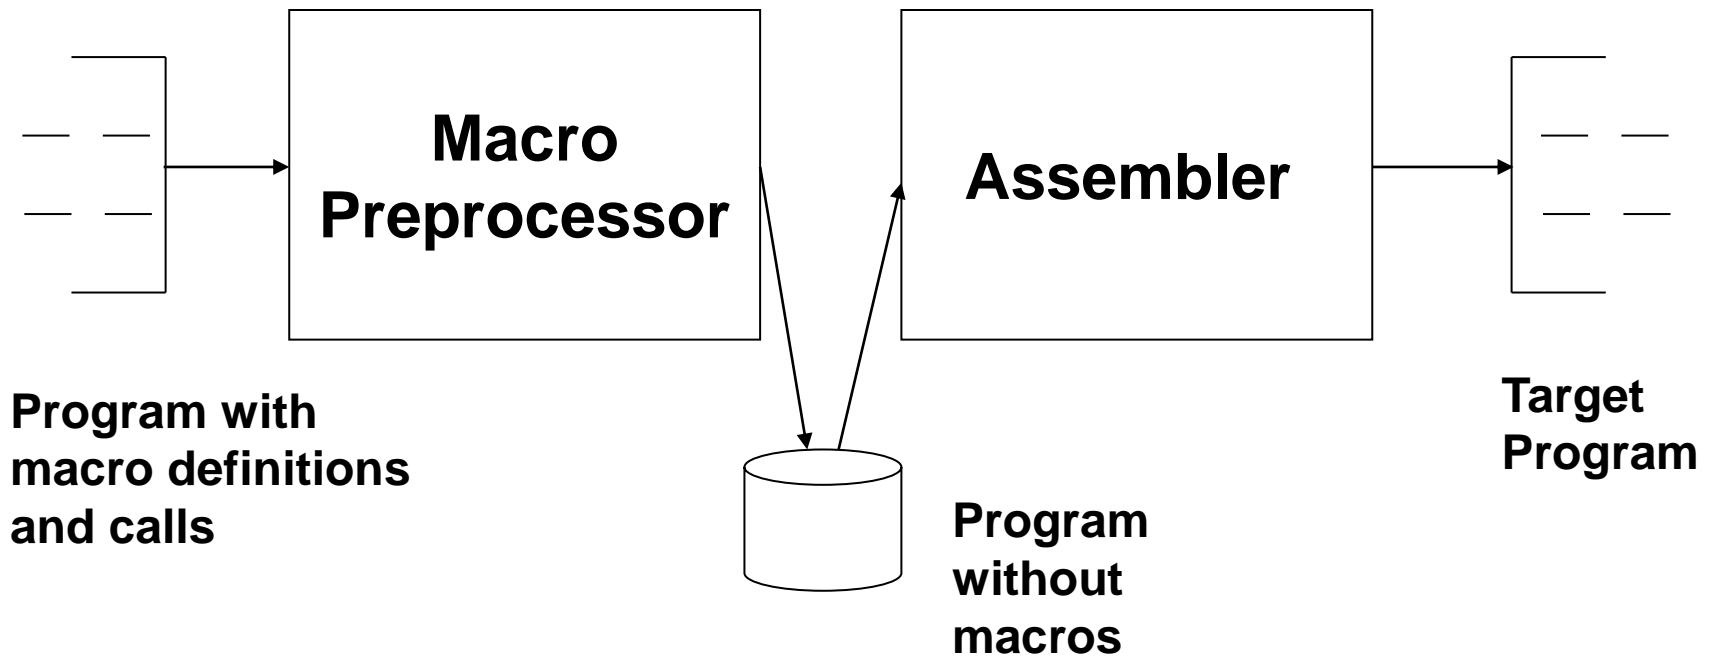 Macro
Preprocessor
Assembler
Program with
macro definitions
and calls
Program
without
macros
Target
Program